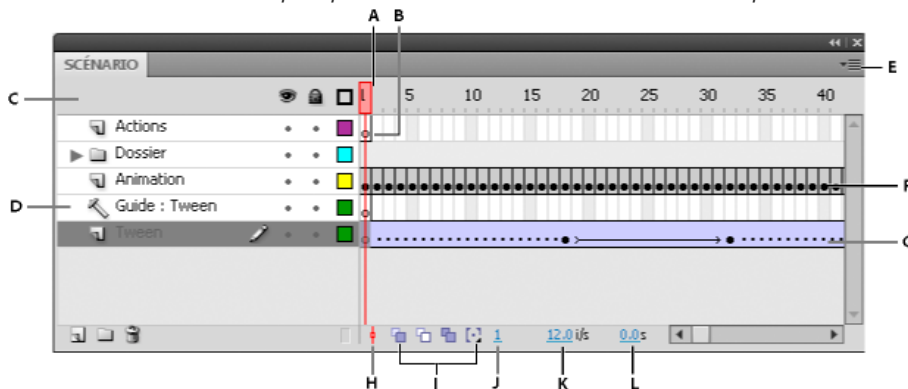 A B
SCÉNARIO
E
C 1 5 10 15 20 25 30 35 40
Actions
Dossier
Animation F
D Guide : Tween
Tween
1 12.0 i/s 0.0 s
H I J K L